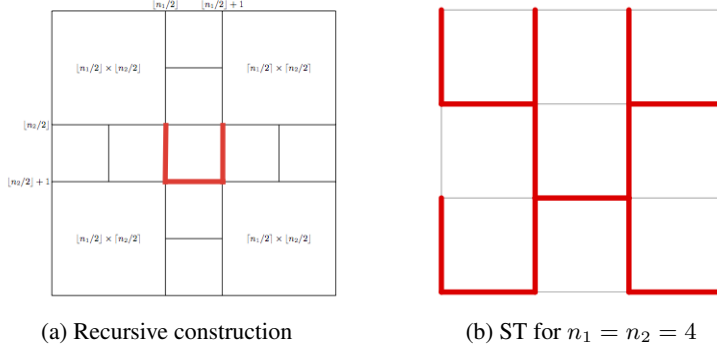 ⌊n₁/2⌋ ⌊n₁/2⌋ + 1
⌊n₁/2⌋ × ⌊n₂/2⌋ ⌈n₁/2⌉ × ⌈n₂/2⌉
⌊n₂/2⌋
⌊n₂/2⌋ + 1
⌊n₁/2⌋ × ⌈n₂/2⌉ ⌈n₁/2⌉ × ⌊n₂/2⌋
(a) Recursive construction
(b) ST for n₁ = n₂ = 4